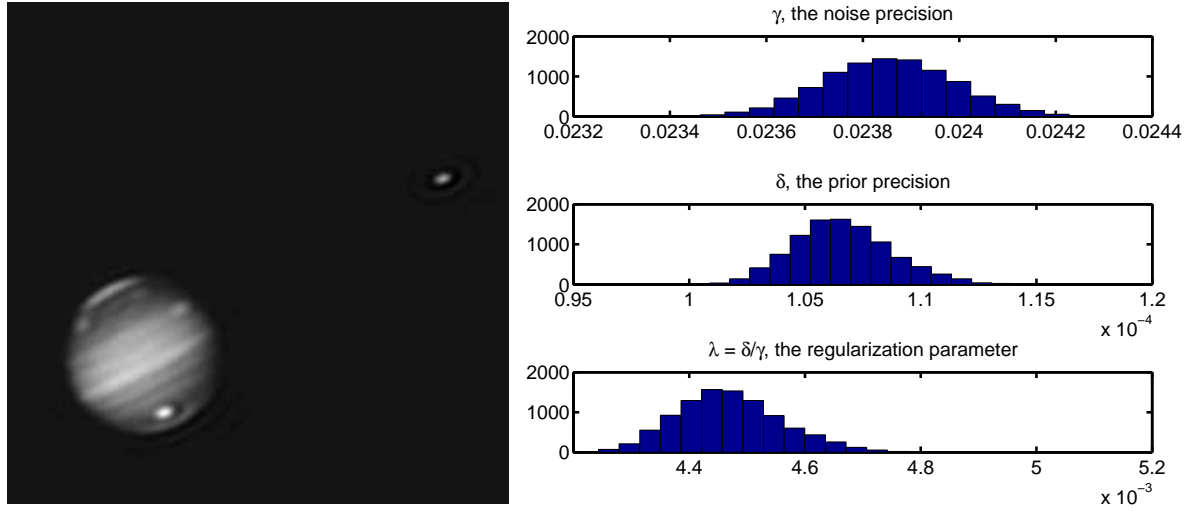 γ, the noise precision
2000
1000
0
0.0232 0.0234 0.0236 0.0238 0.024 0.0242 0.0244
δ, the prior precision
2000
1000
0
0.95 1 1.05 1.1 1.15 1.2
x 10⁻⁴
λ = δ/γ, the regularization parameter
2000
1000
0
4.4 4.6 4.8 5 5.2
x 10⁻³